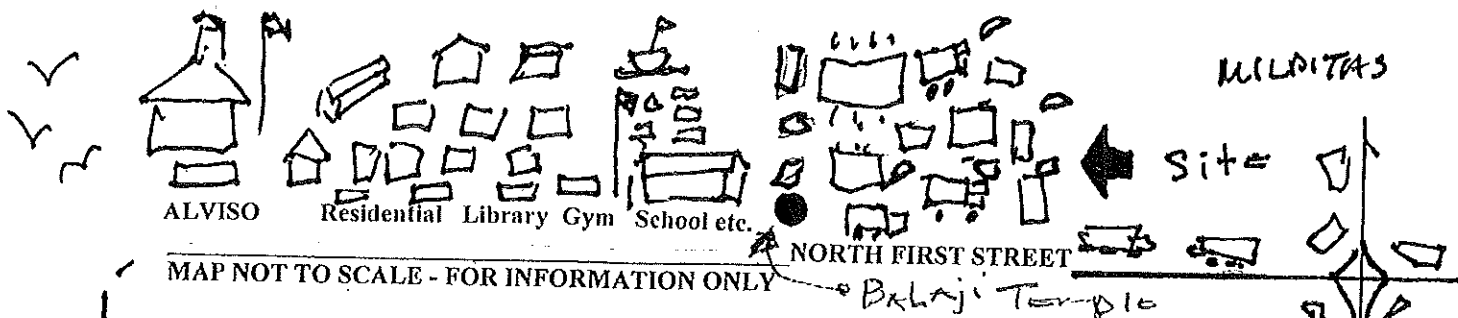 MILPITAS
Site
ALVISO Residential Library Gym School etc.
NORTH FIRST STREET
MAP NOT TO SCALE - FOR INFORMATION ONLY
BALAji Temple